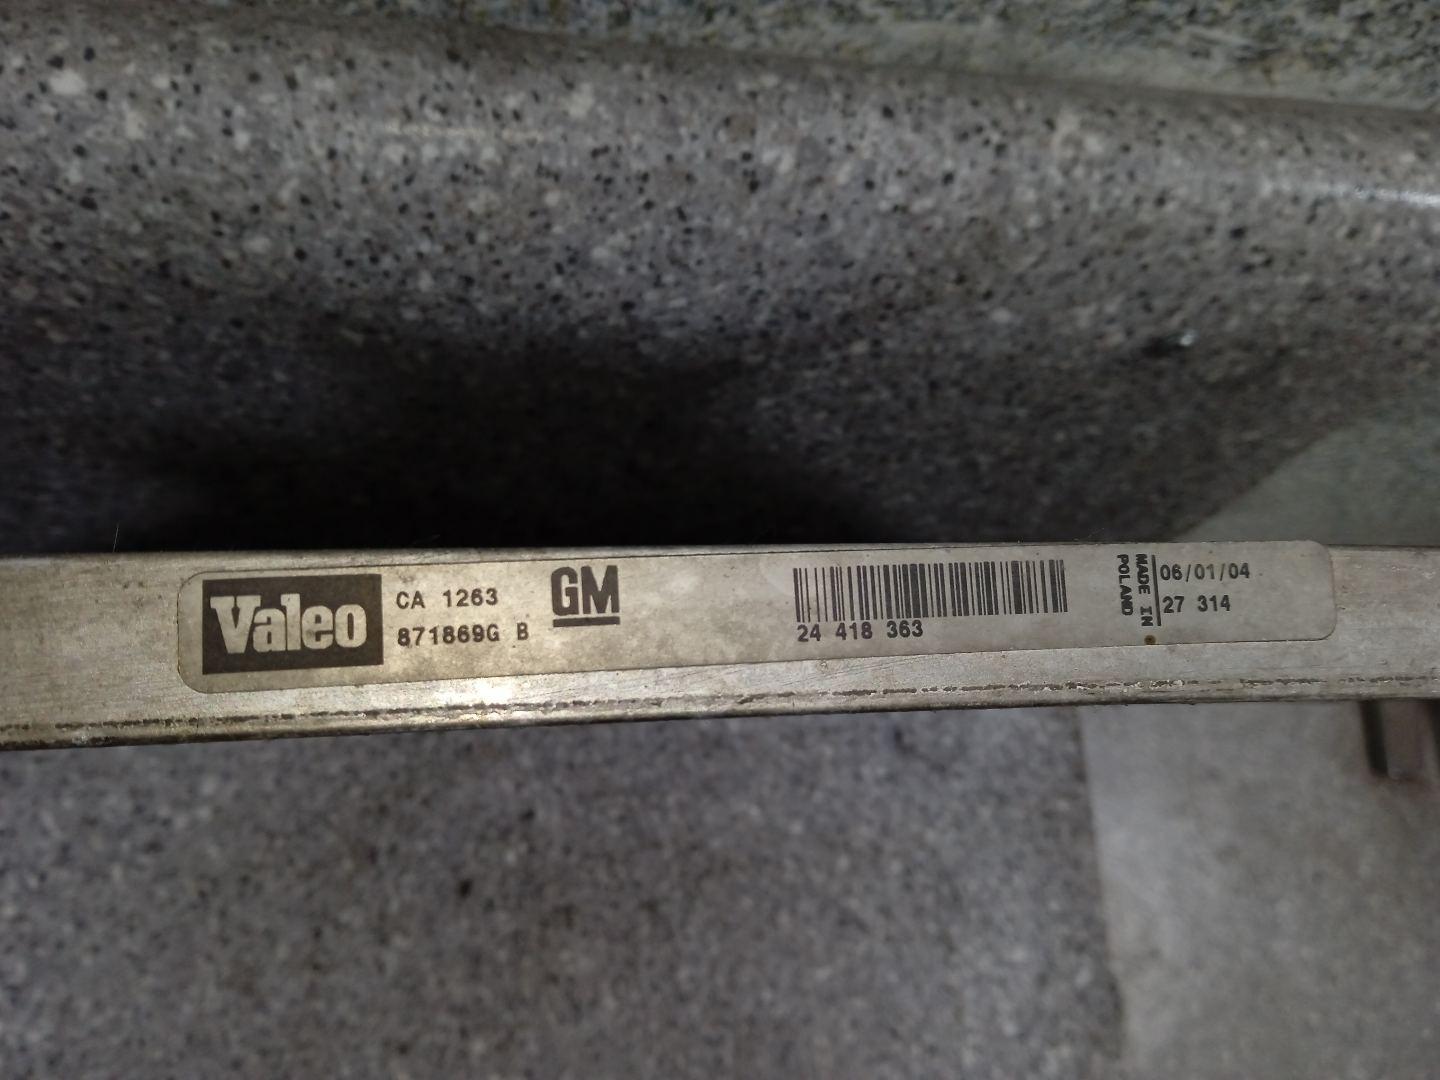 Valeo
CA 1263
871869G B
GM
24 418 363
MADE IN
POLAND
06/01/04
27 314